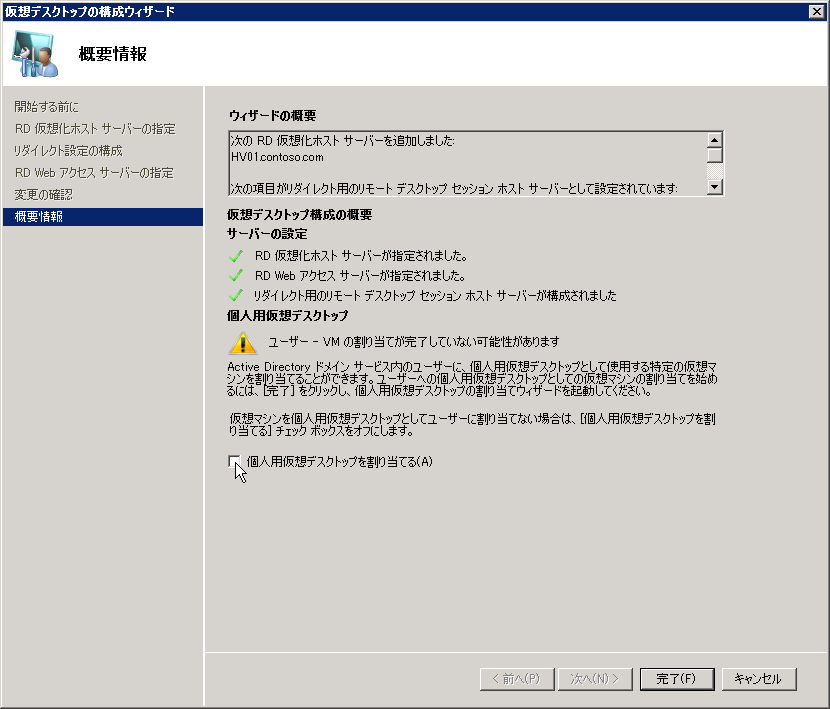 仮想デスクトップの構成ウィザード
概要情報
開始する前に
RD 仮想化ホスト サーバーの指定
リダイレクト設定の構成
RD Web アクセス サーバーの指定
変更の確認
概要情報
ウィザードの概要
次の RD 仮想化ホスト サーバーを追加しました:
HV01.contoso.com
次の項目がリダイレクト用のリモート デスクトップ セッション ホスト サーバーとして設定されています:
仮想デスクトップ構成の概要
サーバーの設定
RD 仮想化ホスト サーバーが指定されました。
RD Web アクセス サーバーが指定されました。
リダイレクト用のリモート デスクトップ セッション ホスト サーバーが構成されました
個人用仮想デスクトップ
ユーザー - VM の割り当てが完了していない可能性があります
Active Directory ドメイン サービス内のユーザーに、個人用仮想デスクトップとして使用する特定の仮想マ
シンを割り当てることができます。ユーザーへの個人用仮想デスクトップとしての仮想マシンの割り当てを始め
るには、[完了] をクリックし、個人用仮想デスクトップの割り当てウィザードを起動してください。
仮想マシンを個人用仮想デスクトップとしてユーザーに割り当てない場合は、[個人用仮想デスクトップを割
り当てる] チェック ボックスをオフにします。
個人用仮想デスクトップを割り当てる(A)
< 前へ(P)
次へ(N) >
完了(F)
キャンセル